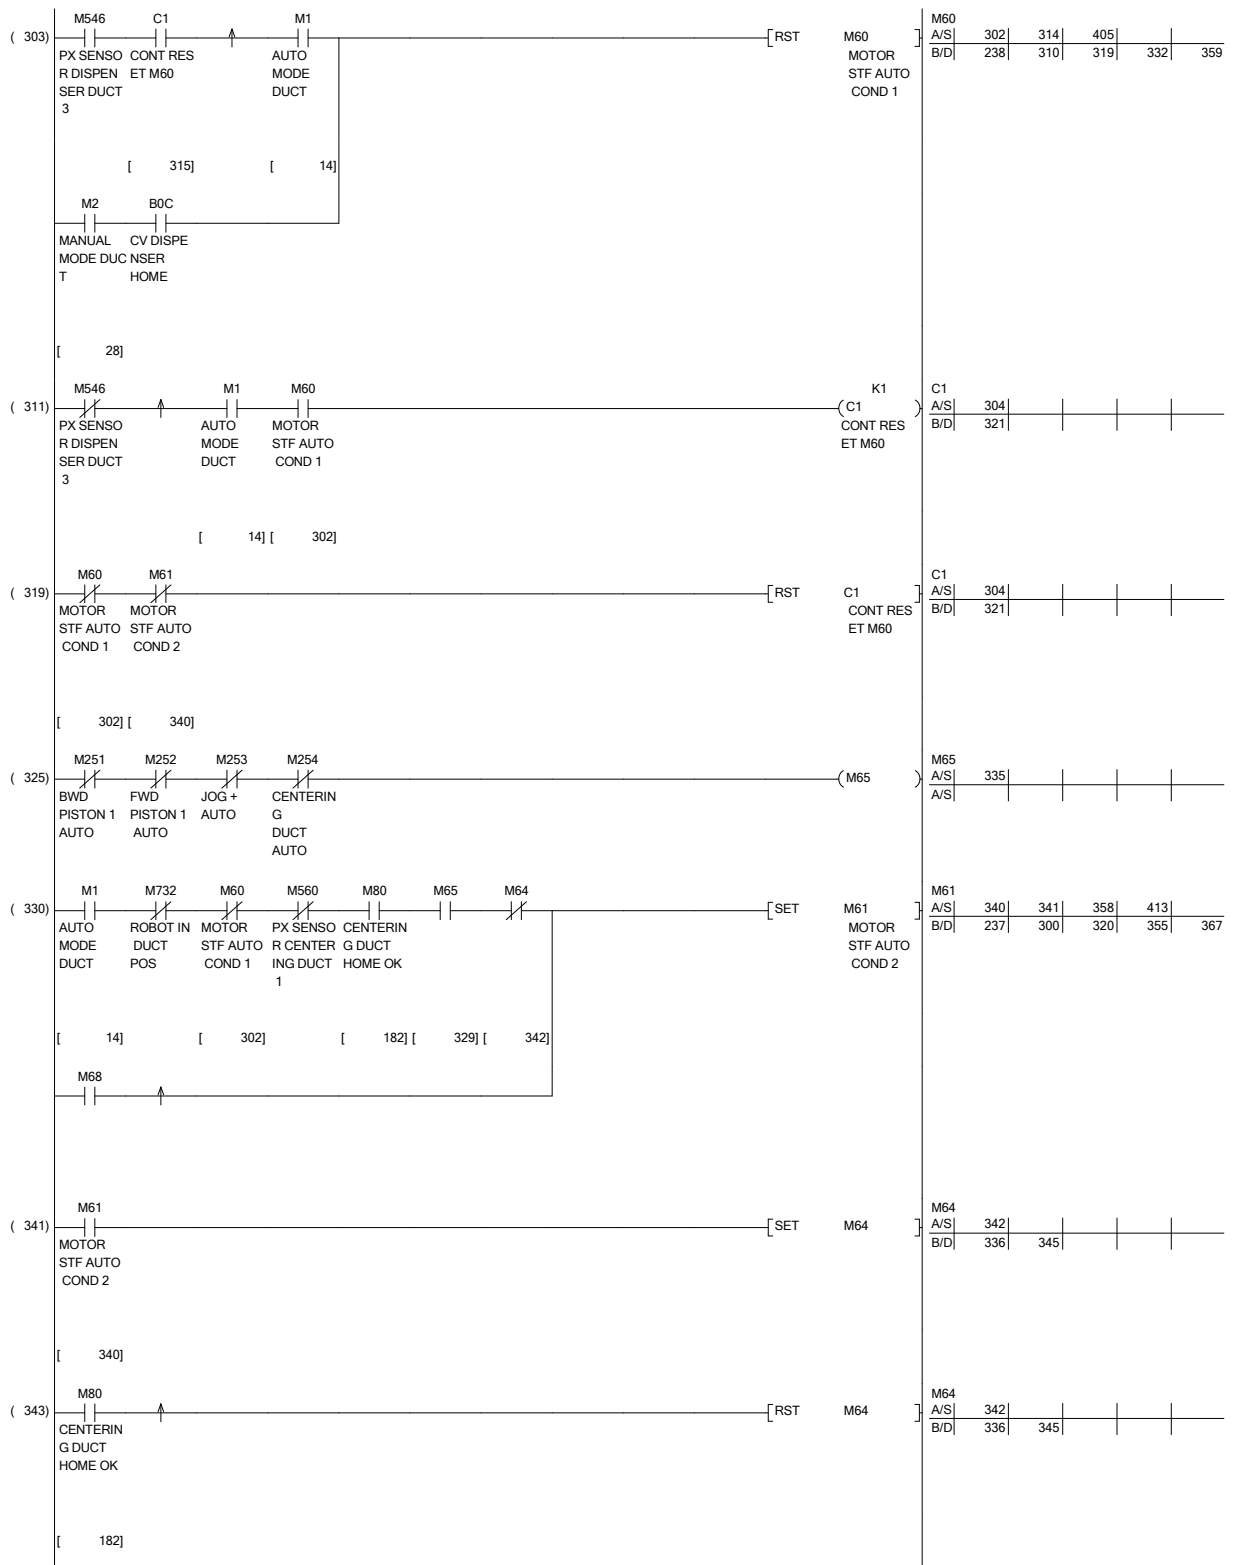 M546 C1 M1 M60
( 303) RST M60 A/S 302 314 405
PX SENSO CONT RES AUTO MOTOR B/D 238 310 319 332 359
R DISPEN ET M60 MODE STF AUTO
SER DUCT DUCT COND 1
3
[ 315] [ 14]
M2 B0C
MANUAL CV DISPE
MODE DUC NSER
T HOME
[ 28]
M546 M1 M60 K1 C1
( 311) C1 A/S 304
PX SENSO AUTO MOTOR CONT RES B/D 321
R DISPEN MODE STF AUTO ET M60
SER DUCT DUCT COND 1
3
[ 14] [ 302]
M60 M61 C1
( 319) RST C1 A/S 304
MOTOR MOTOR CONT RES B/D 321
STF AUTO STF AUTO ET M60
COND 1 COND 2
[ 302] [ 340]
M251 M252 M253 M254 M65
( 325) M65 A/S 335
BWD FWD JOG + CENTERIN A/S
PISTON 1 PISTON 1 AUTO G
AUTO AUTO DUCT
AUTO
M1 M732 M60 M560 M80 M65 M64 M61
( 330) SET M61 A/S 340 341 358 413
AUTO ROBOT IN MOTOR PX SENSO CENTERIN MOTOR B/D 237 300 320 355 367
MODE DUCT STF AUTO R CENTER G DUCT STF AUTO
DUCT POS COND 1 ING DUCT HOME OK COND 2
1
[ 14] [ 302] [ 182] [ 329] [ 342]
M68
M61 M64
( 341) SET M64 A/S 342
MOTOR B/D 336 345
STF AUTO
COND 2
[ 340]
M80 M64
( 343) RST M64 A/S 342
CENTERIN B/D 336 345
G DUCT
HOME OK
[ 182]